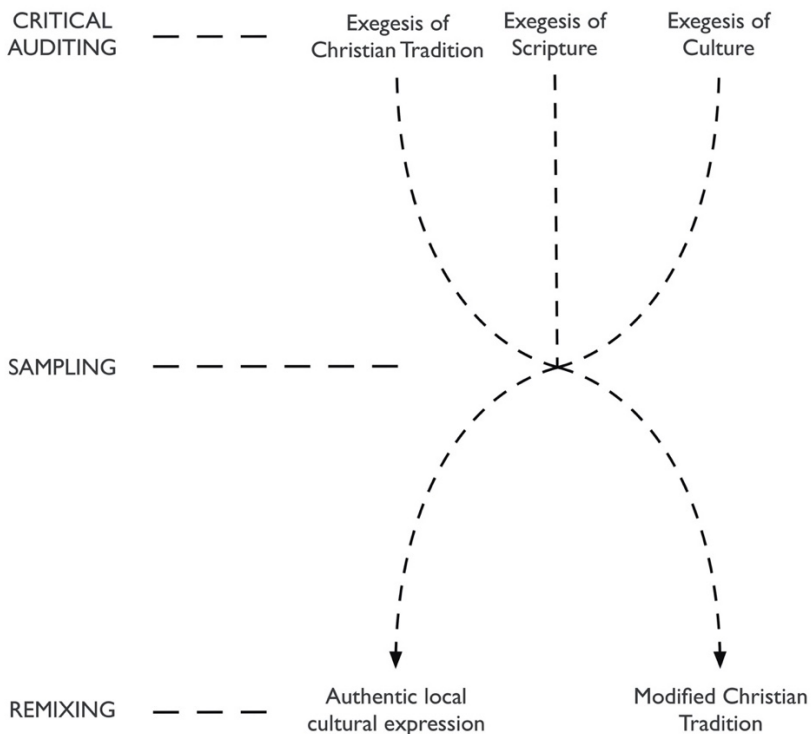 CRITICAL
AUDITING
Exegesis of
Christian Tradition
Exegesis of
Scripture
Exegesis of
Culture
SAMPLING
REMIXING
Authentic local
cultural expression
Modified Christian
Tradition